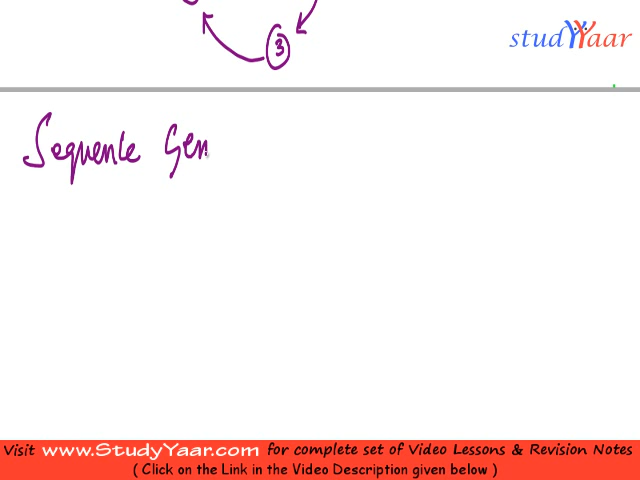 3
studYYaar
Sequence Gen
Visit www.StudyYaar.com for complete set of Video Lessons & Revision Notes
( Click on the Link in the Video Description given below )